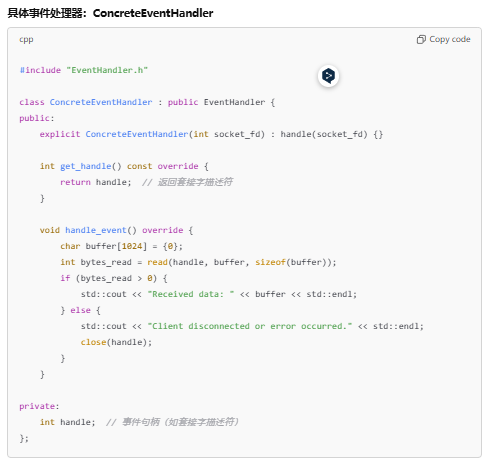 具体事件处理器：ConcreteEventHandler
cpp
Copy code
#include "EventHandler.h"
class ConcreteEventHandler : public EventHandler {
public:
    explicit ConcreteEventHandler(int socket_fd) : handle(socket_fd) {}
    int get_handle() const override {
        return handle;  // 返回套接字描述符
    }
    void handle_event() override {
        char buffer[1024] = {0};
        int bytes_read = read(handle, buffer, sizeof(buffer));
        if (bytes_read > 0) {
            std::cout << "Received data: " << buffer << std::endl;
        } else {
            std::cout << "Client disconnected or error occurred." << std::endl;
            close(handle);
        }
    }
private:
    int handle;  // 事件句柄（如套接字描述符）
};